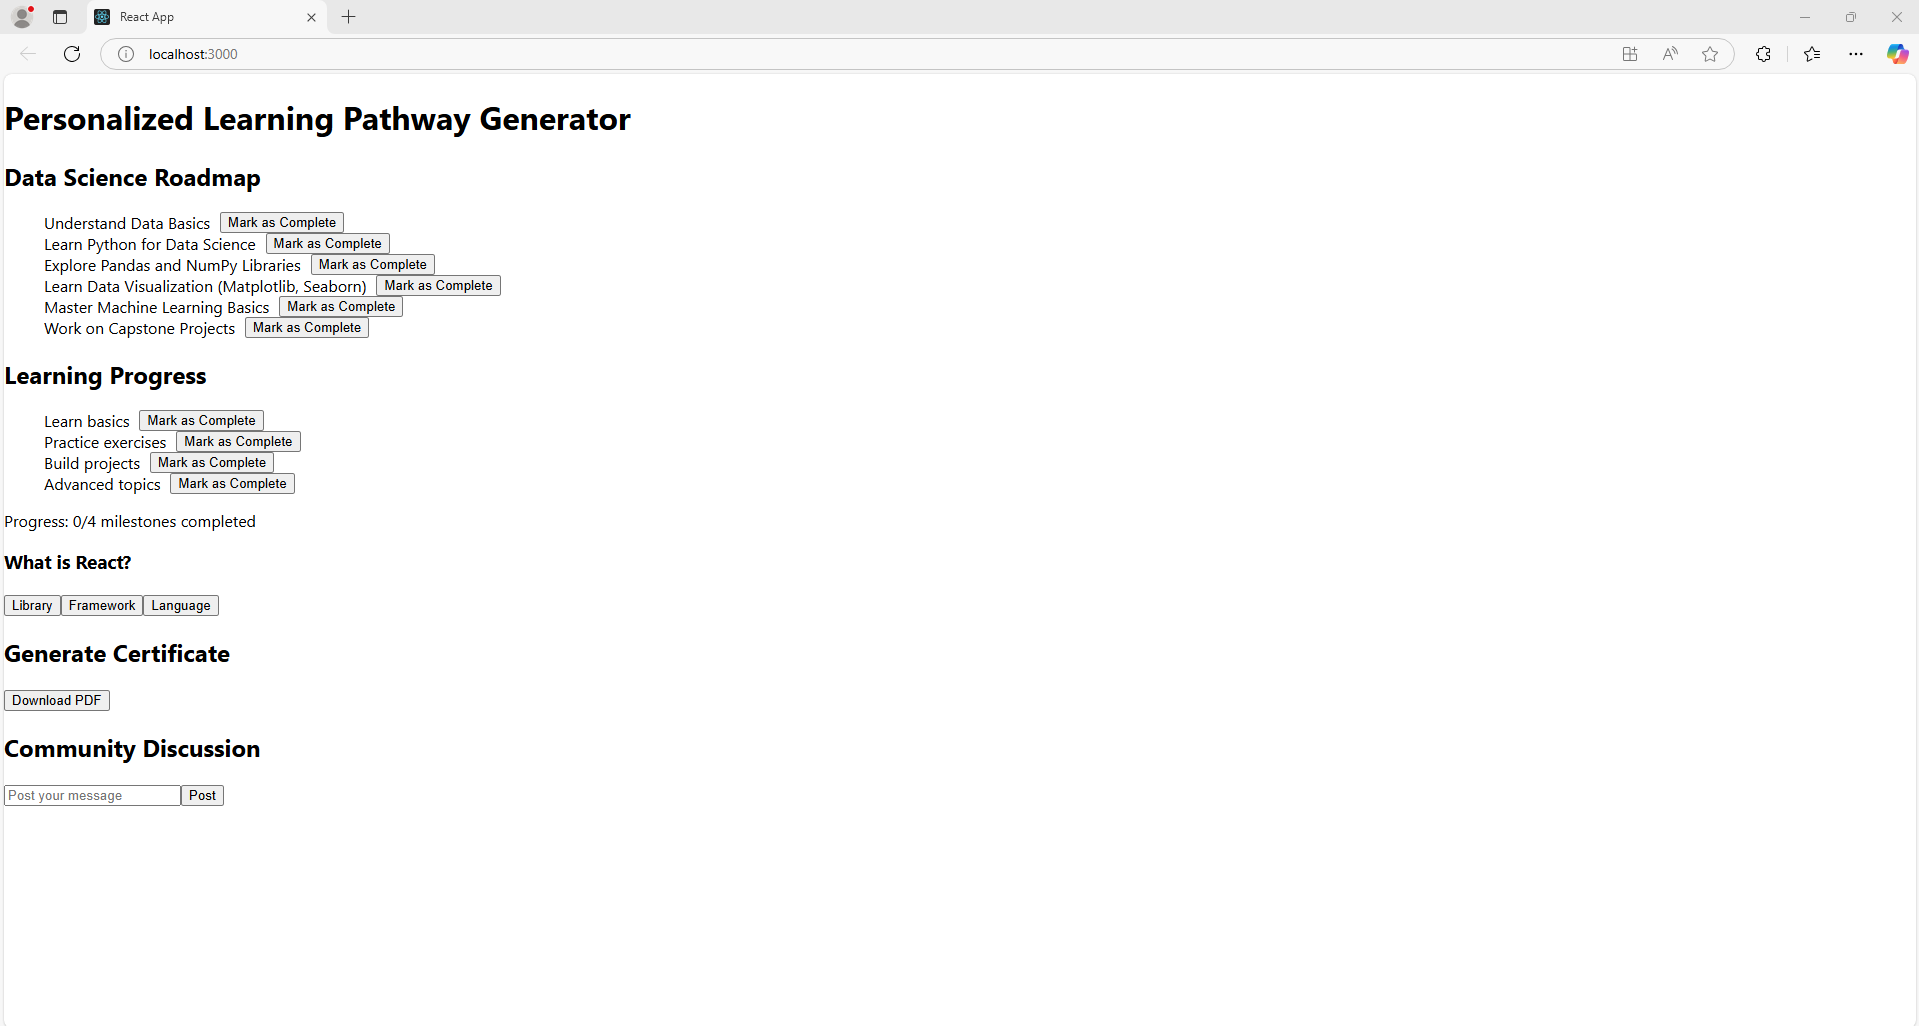 React App
localhost:3000
Personalized Learning Pathway Generator
Data Science Roadmap
Understand Data Basics Mark as Complete
Learn Python for Data Science Mark as Complete
Explore Pandas and NumPy Libraries Mark as Complete
Learn Data Visualization (Matplotlib, Seaborn) Mark as Complete
Master Machine Learning Basics Mark as Complete
Work on Capstone Projects Mark as Complete
Learning Progress
Learn basics Mark as Complete
Practice exercises Mark as Complete
Build projects Mark as Complete
Advanced topics Mark as Complete
Progress: 0/4 milestones completed
What is React?
Library Framework Language
Generate Certificate
Download PDF
Community Discussion
Post your message Post